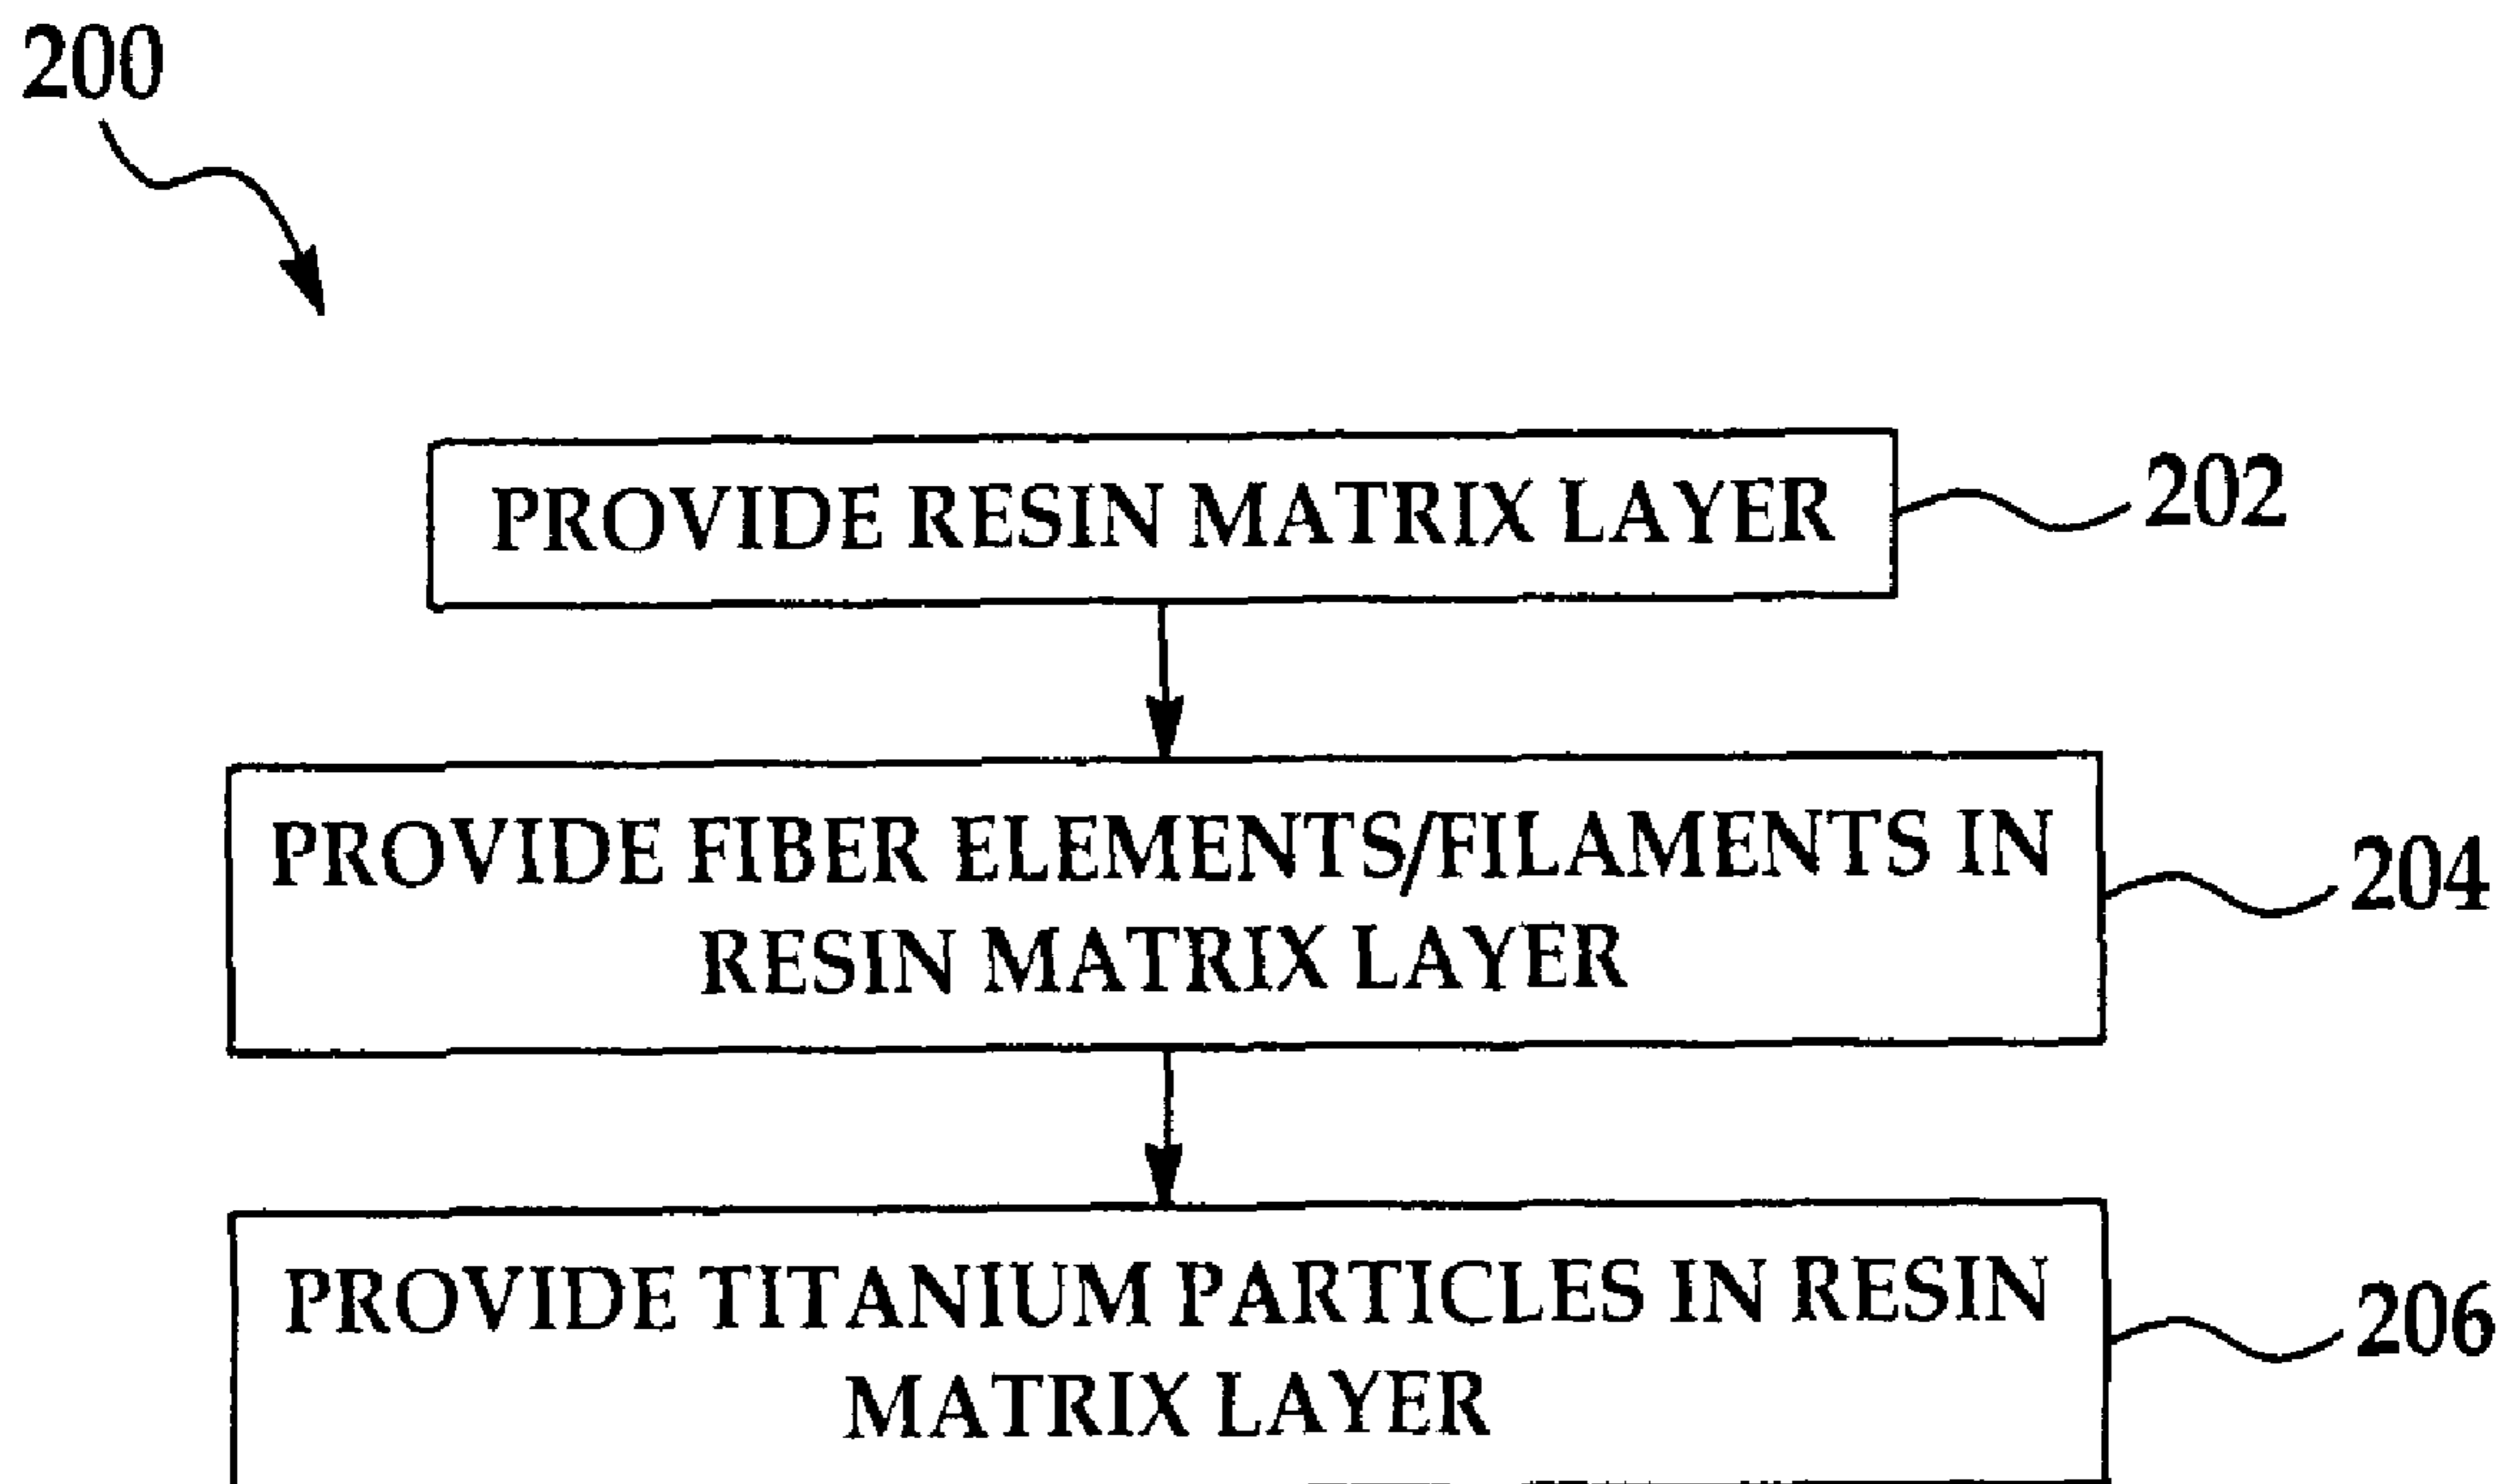 200
PROVIDE RESIN MATRIX LAYER
202
PROVIDE FIBER ELEMENTS/FILAMENTS IN
RESIN MATRIX LAYER
204
PROVIDE TITANIUM PARTICLES IN RESIN
MATRIX LAYER
206